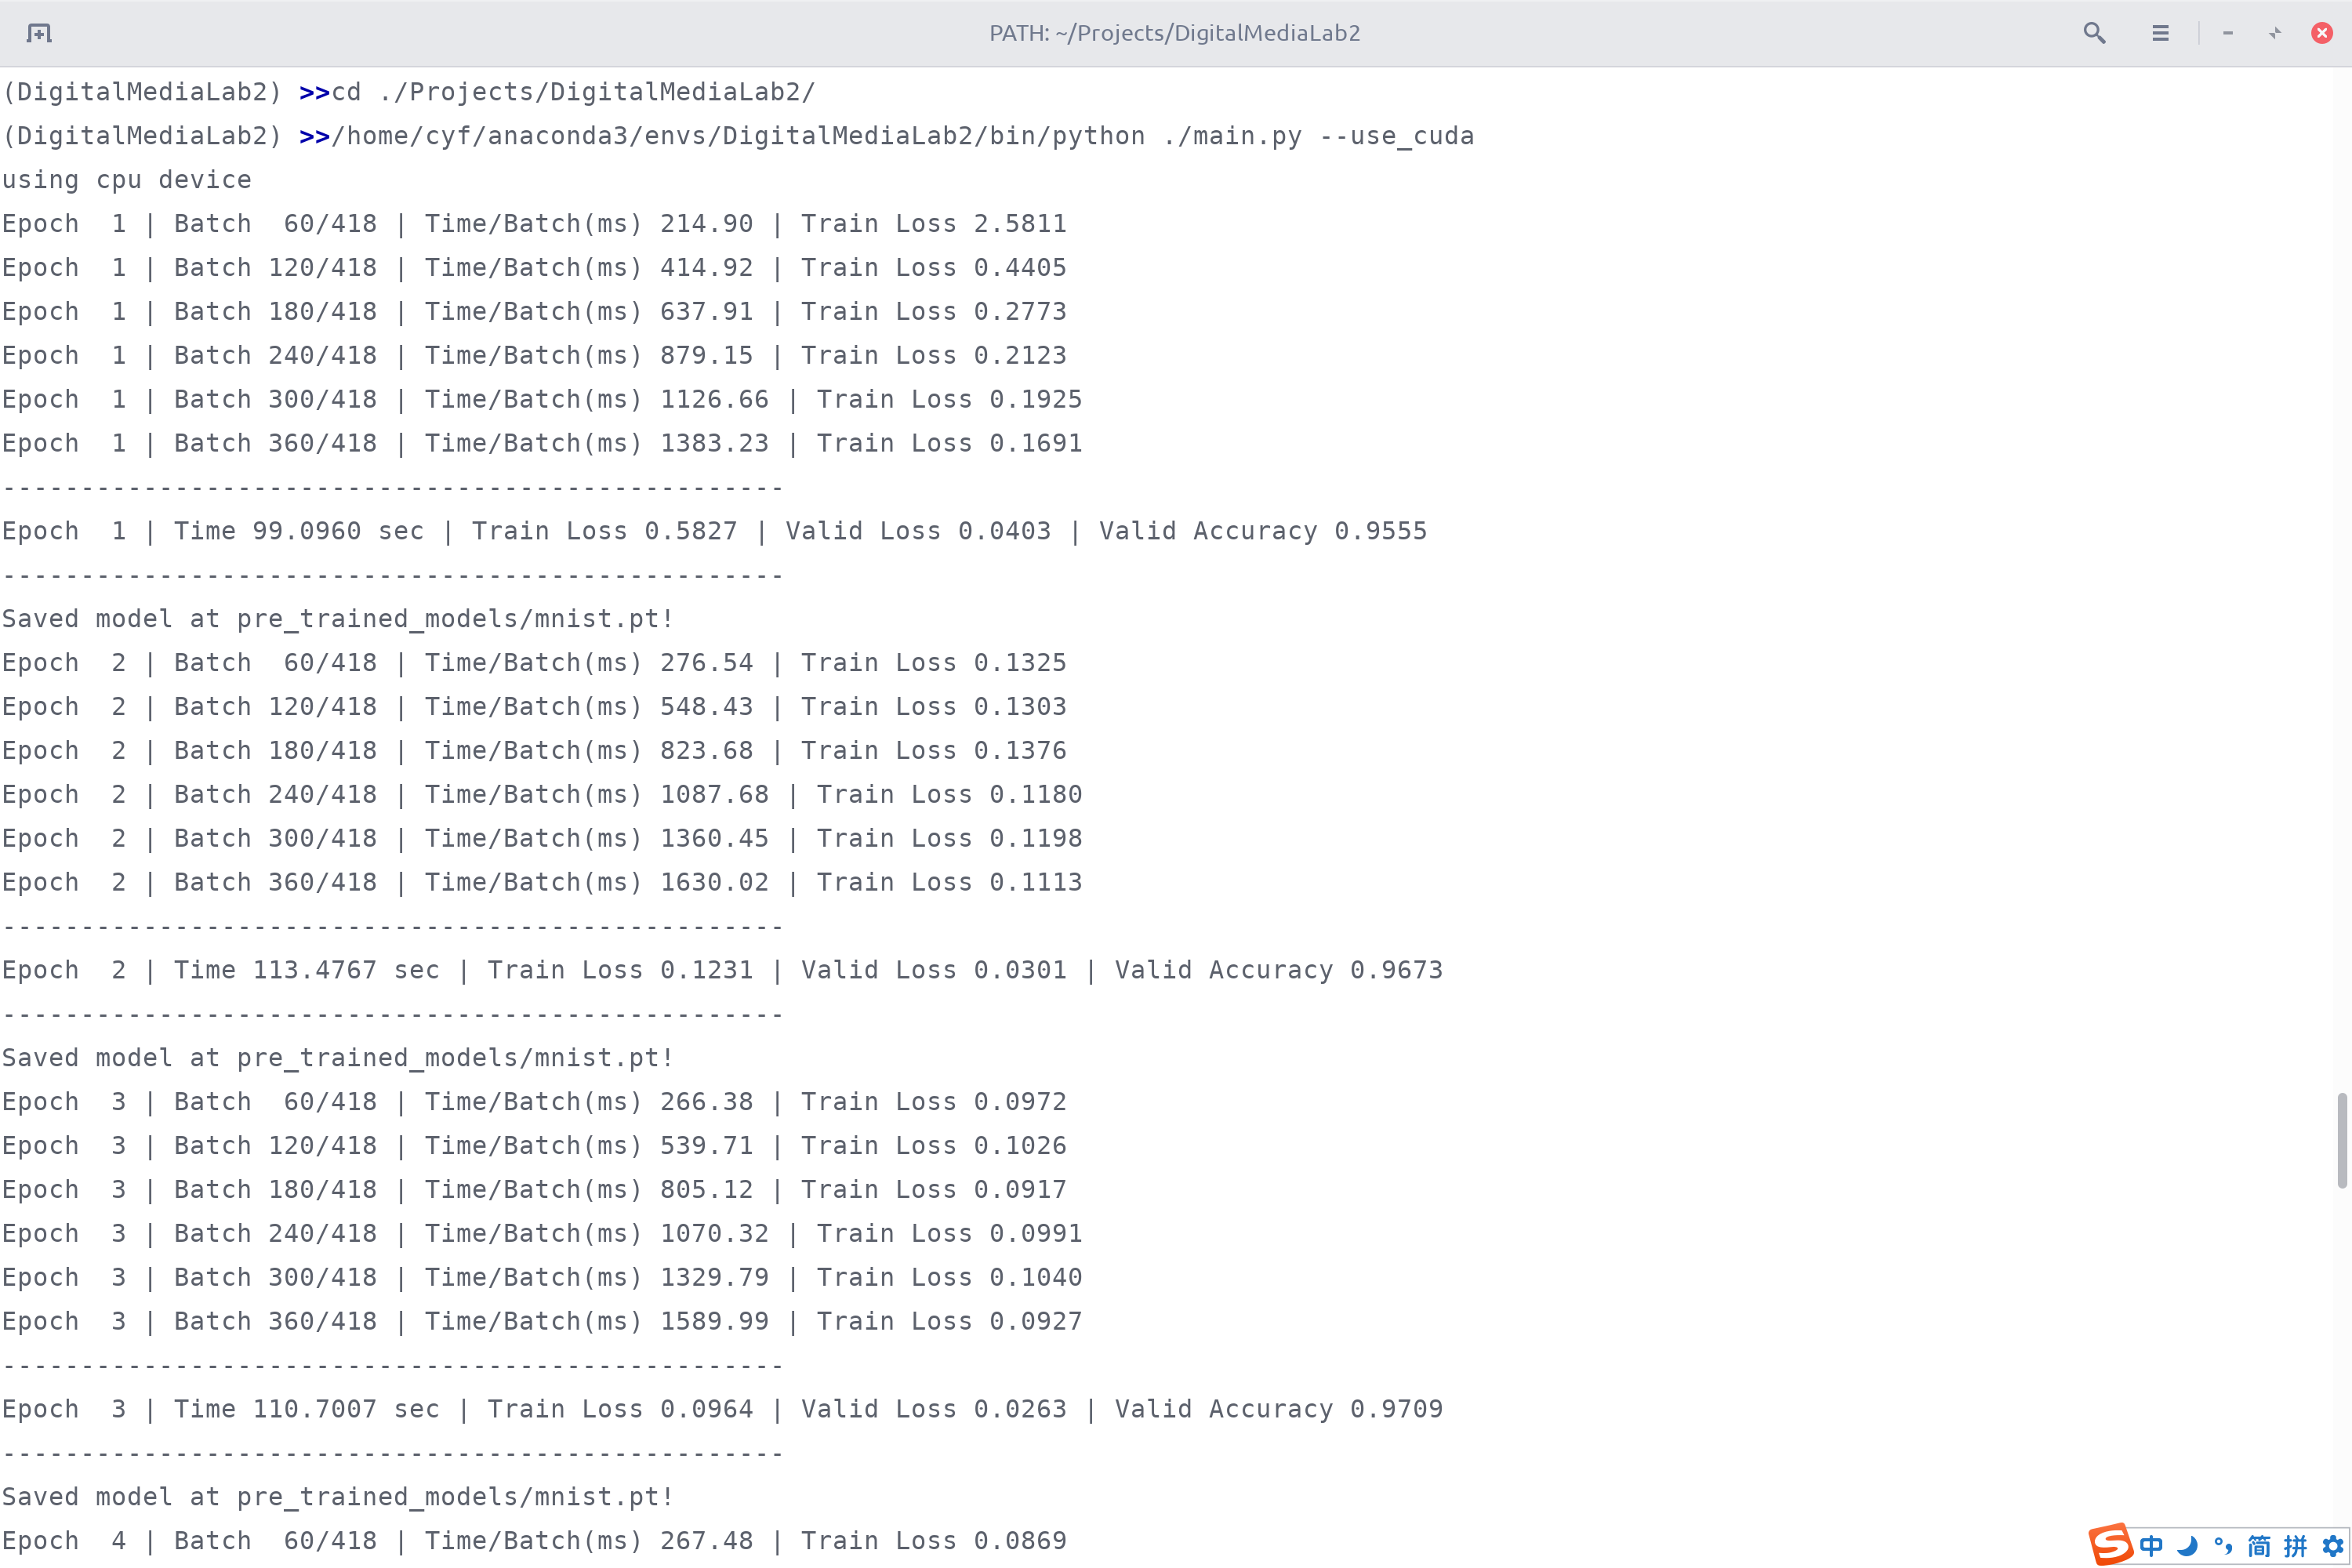 PATH: ~/Projects/DigitalMediaLab2
(DigitalMediaLab2) >>cd ./Projects/DigitalMediaLab2/
(DigitalMediaLab2) >>/home/cyf/anaconda3/envs/DigitalMediaLab2/bin/python ./main.py --use_cuda
using cpu device
Epoch  1 | Batch  60/418 | Time/Batch(ms) 214.90 | Train Loss 2.5811
Epoch  1 | Batch 120/418 | Time/Batch(ms) 414.92 | Train Loss 0.4405
Epoch  1 | Batch 180/418 | Time/Batch(ms) 637.91 | Train Loss 0.2773
Epoch  1 | Batch 240/418 | Time/Batch(ms) 879.15 | Train Loss 0.2123
Epoch  1 | Batch 300/418 | Time/Batch(ms) 1126.66 | Train Loss 0.1925
Epoch  1 | Batch 360/418 | Time/Batch(ms) 1383.23 | Train Loss 0.1691
--------------------------------------------------
Epoch  1 | Time 99.0960 sec | Train Loss 0.5827 | Valid Loss 0.0403 | Valid Accuracy 0.9555
--------------------------------------------------
Saved model at pre_trained_models/mnist.pt!
Epoch  2 | Batch  60/418 | Time/Batch(ms) 276.54 | Train Loss 0.1325
Epoch  2 | Batch 120/418 | Time/Batch(ms) 548.43 | Train Loss 0.1303
Epoch  2 | Batch 180/418 | Time/Batch(ms) 823.68 | Train Loss 0.1376
Epoch  2 | Batch 240/418 | Time/Batch(ms) 1087.68 | Train Loss 0.1180
Epoch  2 | Batch 300/418 | Time/Batch(ms) 1360.45 | Train Loss 0.1198
Epoch  2 | Batch 360/418 | Time/Batch(ms) 1630.02 | Train Loss 0.1113
--------------------------------------------------
Epoch  2 | Time 113.4767 sec | Train Loss 0.1231 | Valid Loss 0.0301 | Valid Accuracy 0.9673
--------------------------------------------------
Saved model at pre_trained_models/mnist.pt!
Epoch  3 | Batch  60/418 | Time/Batch(ms) 266.38 | Train Loss 0.0972
Epoch  3 | Batch 120/418 | Time/Batch(ms) 539.71 | Train Loss 0.1026
Epoch  3 | Batch 180/418 | Time/Batch(ms) 805.12 | Train Loss 0.0917
Epoch  3 | Batch 240/418 | Time/Batch(ms) 1070.32 | Train Loss 0.0991
Epoch  3 | Batch 300/418 | Time/Batch(ms) 1329.79 | Train Loss 0.1040
Epoch  3 | Batch 360/418 | Time/Batch(ms) 1589.99 | Train Loss 0.0927
--------------------------------------------------
Epoch  3 | Time 110.7007 sec | Train Loss 0.0964 | Valid Loss 0.0263 | Valid Accuracy 0.9709
--------------------------------------------------
Saved model at pre_trained_models/mnist.pt!
Epoch  4 | Batch  60/418 | Time/Batch(ms) 267.48 | Train Loss 0.0869
S 中 °, 简 拼